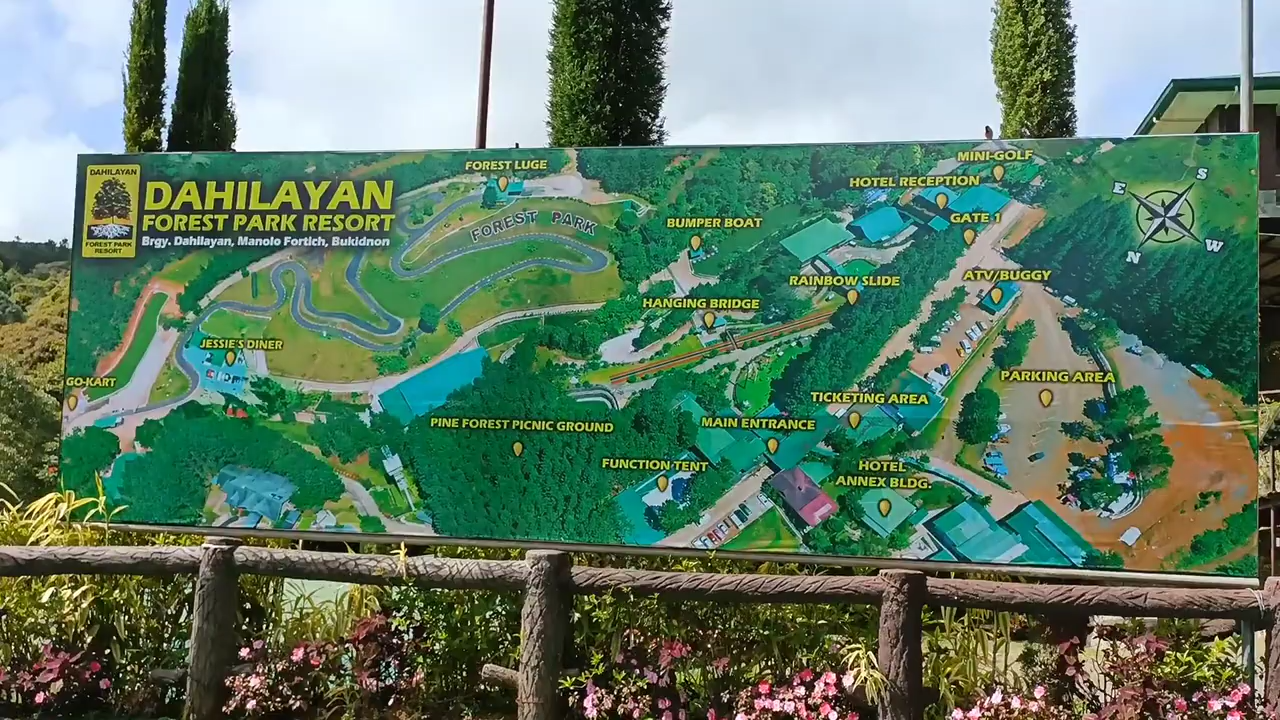 DAHILAYAN
FOREST PARK
RESORT
DAHILAYAN
FOREST PARK RESORT
Brgy. Dahilayan, Manolo Fortich, Bukidnon
FOREST LUGE
FOREST PARK
MINI-GOLF
HOTEL RECEPTION
GATE 1
BUMPER BOAT
E
S
N
W
ATV/BUGGY
RAINBOW SLIDE
HANGING BRIDGE
JESSIE'S DINER
GO-KART
PARKING AREA
TICKETING AREA
PINE FOREST PICNIC GROUND
MAIN ENTRANCE
FUNCTION TENT
HOTEL
ANNEX BLDG.